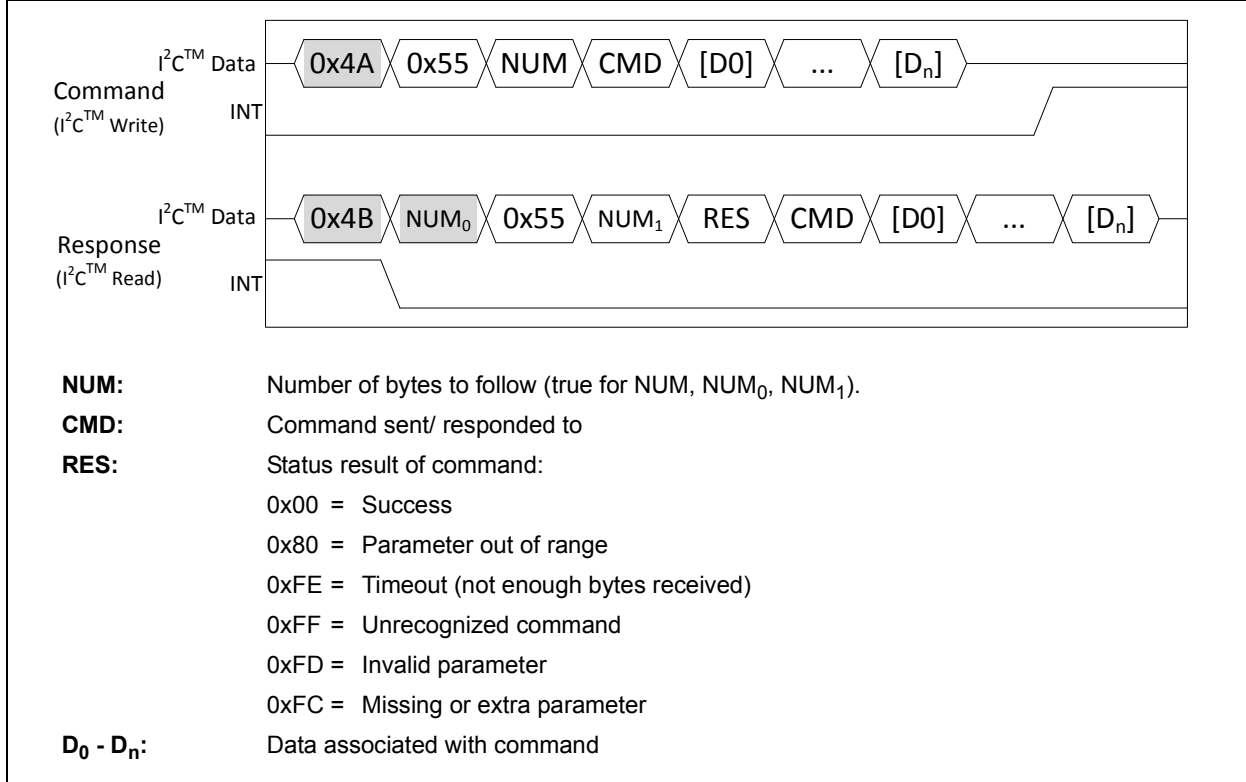 I²C™ Data 0x4A 0x55 NUM CMD [D0] ... [Dₙ]
Command
(I²C™ Write)
INT
I²C™ Data 0x4B NUM₀ 0x55 NUM₁ RES CMD [D0] ... [Dₙ]
Response
(I²C™ Read)
INT
NUM: Number of bytes to follow (true for NUM, NUM₀, NUM₁).
CMD: Command sent/ responded to
RES: Status result of command:
0x00 = Success
0x80 = Parameter out of range
0xFE = Timeout (not enough bytes received)
0xFF = Unrecognized command
0xFD = Invalid parameter
0xFC = Missing or extra parameter
D₀ - Dₙ: Data associated with command